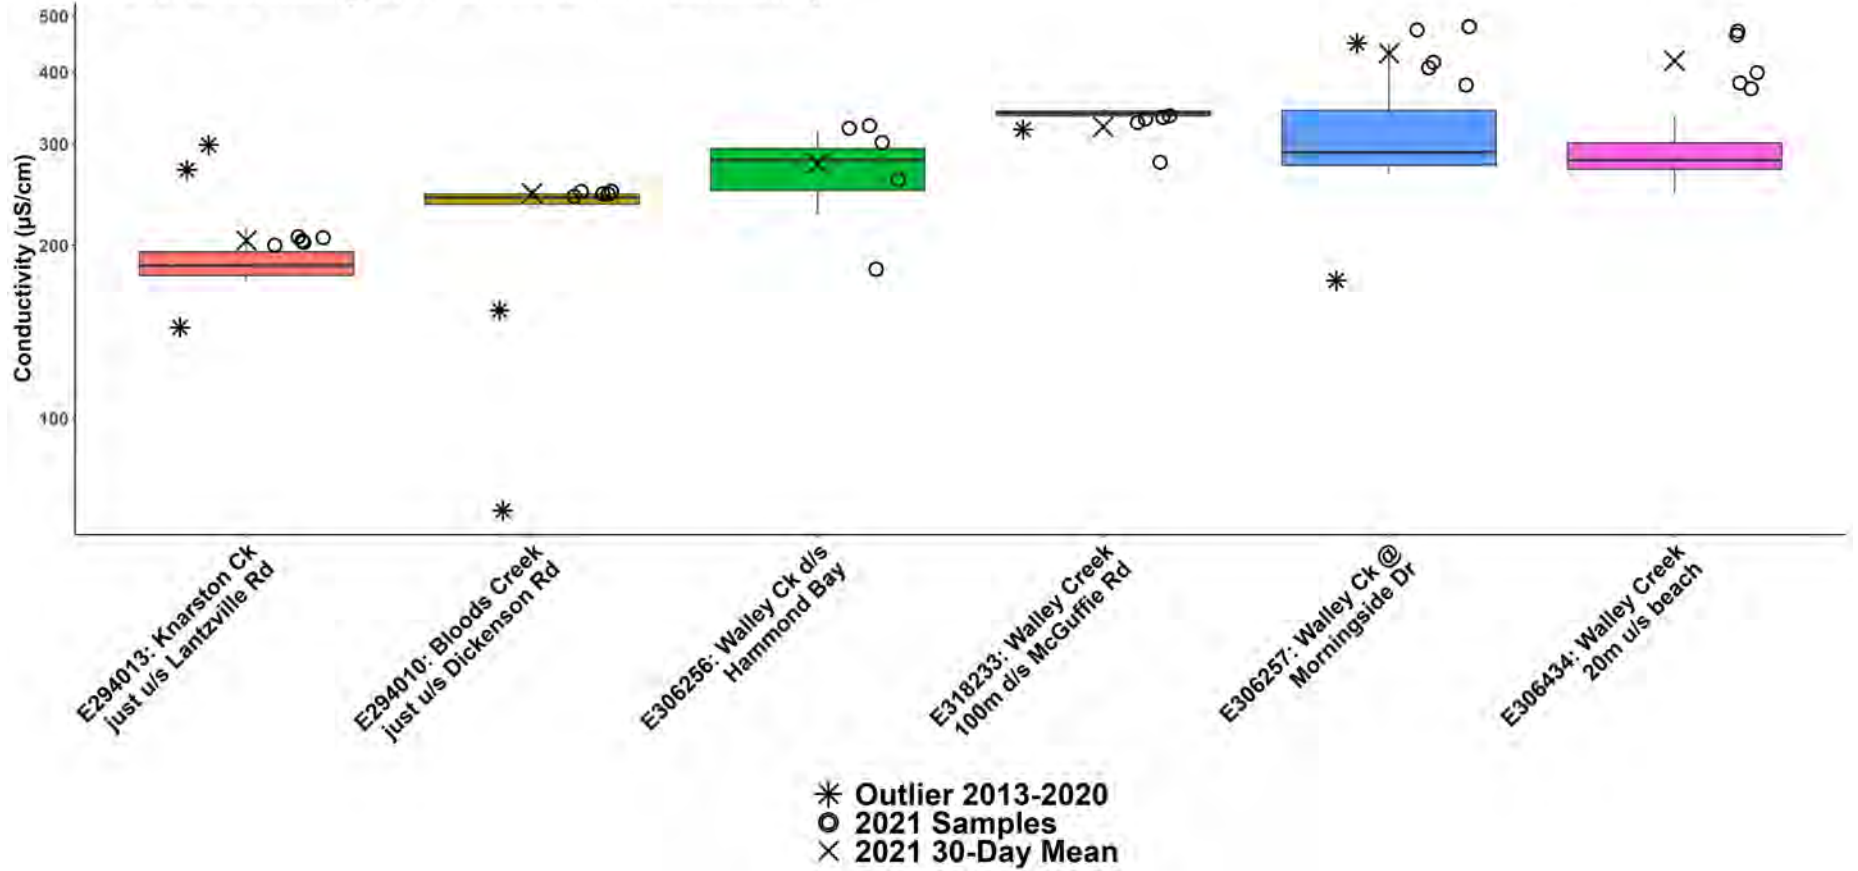 500
400
300
200
100
Conductivity (µS/cm)
E294013: Knarston Ck
just u/s Lantzville Rd
E294010: Bloods Creek
just u/s Dickenson Rd
E306256: Walley Ck d/s
Hammond Bay
E318233: Walley Creek
100m d/s McGuffie Rd
E306257: Walley Ck @
Morningside Dr
E306434: Walley Creek
20m u/s beach
Outlier 2013-2020
2021 Samples
2021 30-Day Mean